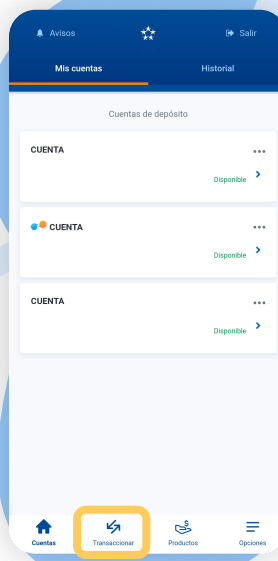 Avisos
Salir
Mis cuentas
Historial
Cuentas de depósito
CUENTA
Disponible
CUENTA
Disponible
CUENTA
Disponible
Cuentas
Transaccionar
Productos
Opciones